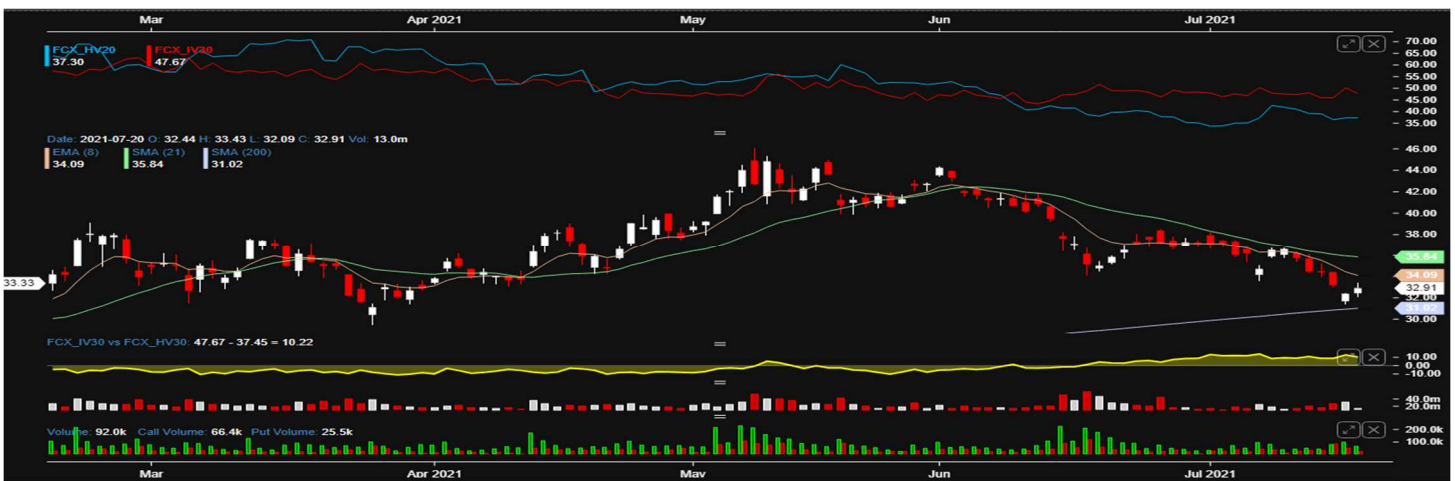 Mar Apr 2021 May Jun Jul 2021
FCX_HV20 FCX_IV30
37.30 47.67
70.00
65.00
60.00
55.00
50.00
45.00
40.00
35.00
Date: 2021-07-20 O: 32.44 H: 33.43 L: 32.09 C: 32.91 Vol: 13.0m
EMA (8) SMA (21) SMA (200)
34.09 35.84 31.02
46.00
44.00
42.00
40.00
38.00
35.84
34.09
33.33
32.91
32.00
31.02
30.00
FCX_IV30 vs FCX_HV30: 47.67 - 37.45 = 10.22
10.00
0.00
-10.00
40.0m
20.0m
Volume: 92.0k Call Volume: 66.4k Put Volume: 25.5k
200.0k
100.0k
Mar Apr 2021 May Jun Jul 2021